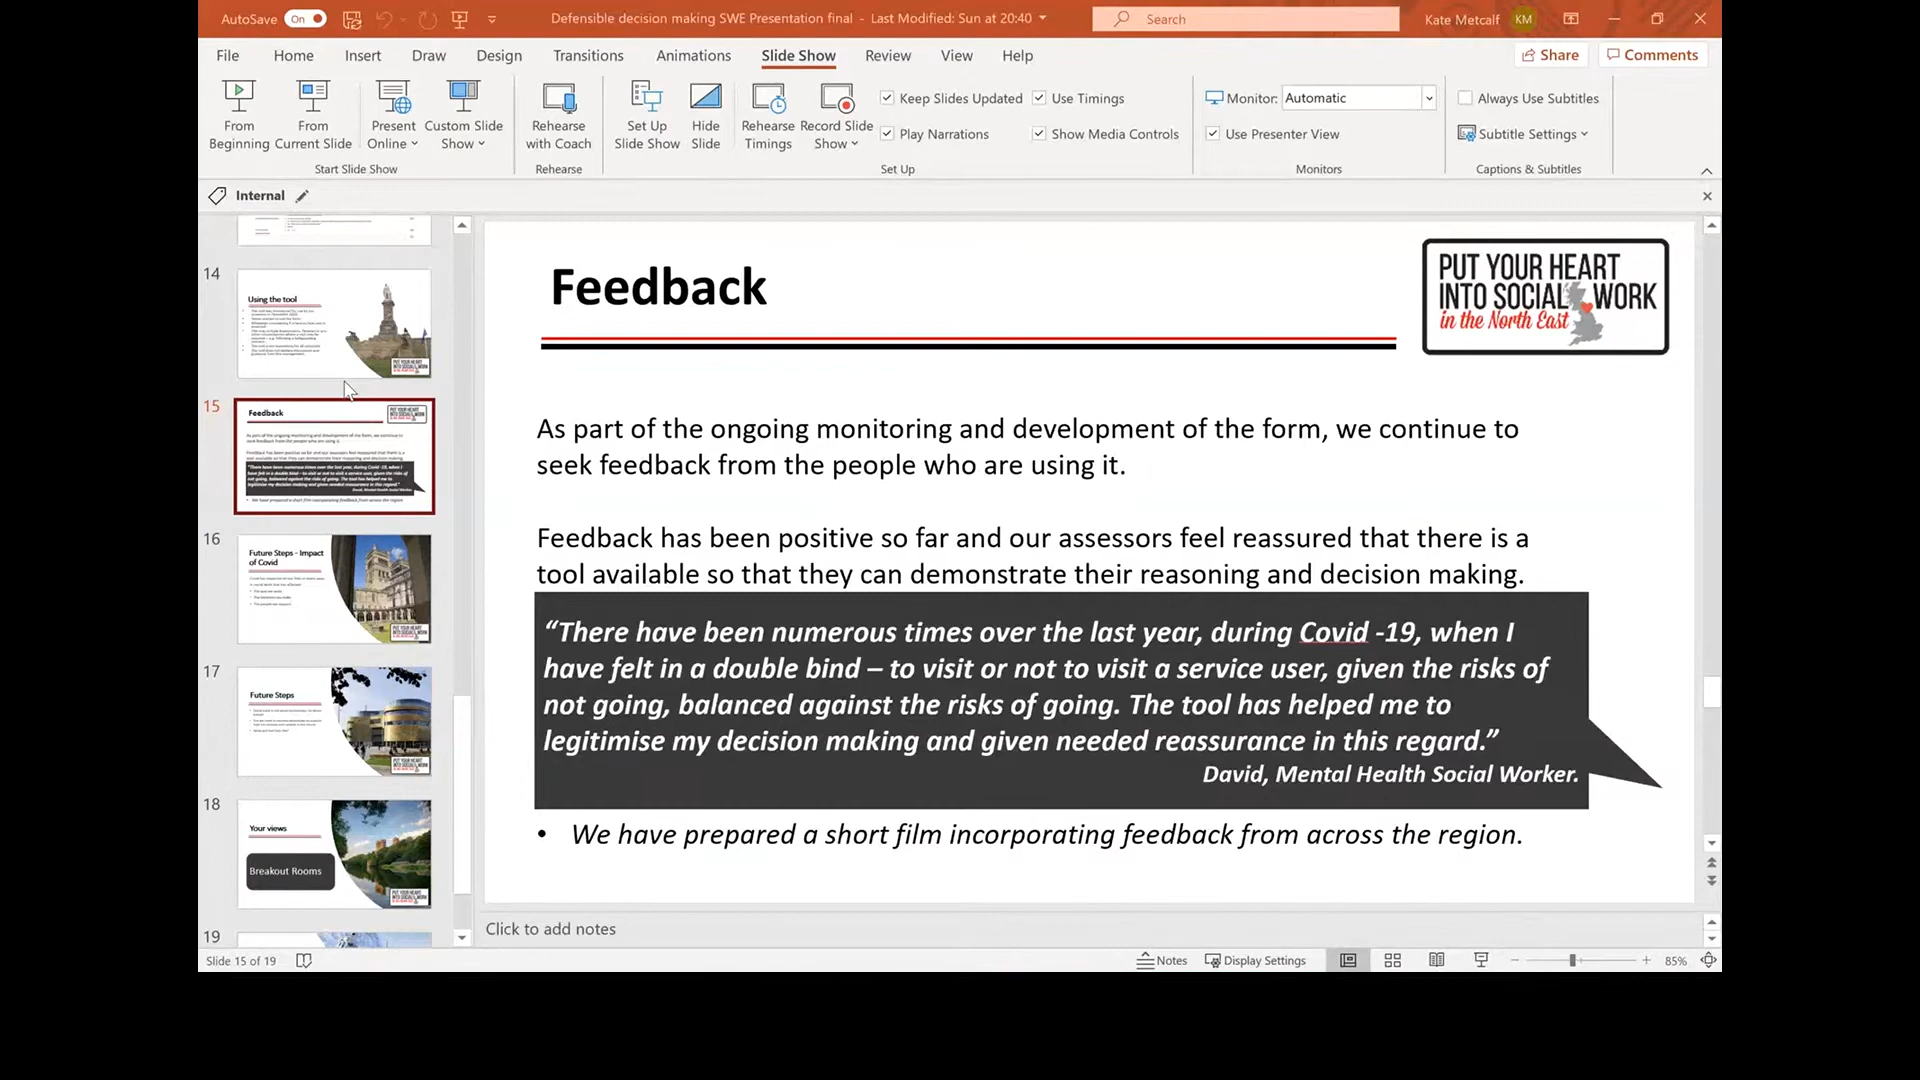 AutoSave On
Defensible decision making SWE Presentation final - Last Modified: Sun at 20:40
Search
Kate Metcalf KM
File Home Insert Draw Design Transitions Animations Slide Show Review View Help
Share Comments
From Beginning
From Current Slide
Present Online
Custom Slide Show
Start Slide Show
Rehearse with Coach
Rehearse
Set Up Slide Show
Hide Slide
Rehearse Timings
Record Slide Show
Keep Slides Updated
Play Narrations
Use Timings
Show Media Controls
Set Up
Monitor: Automatic
Use Presenter View
Monitors
Always Use Subtitles
Subtitle Settings
Captions & Subtitles
Internal
14
Using the tool
15
Feedback
16
Future Steps - Impact
of Covid
17
Future Steps
18
Your views
Breakout Rooms
19
Feedback
PUT YOUR HEART
INTO SOCIAL WORK
in the North East
As part of the ongoing monitoring and development of the form, we continue to
seek feedback from the people who are using it.
Feedback has been positive so far and our assessors feel reassured that there is a
tool available so that they can demonstrate their reasoning and decision making.
“There have been numerous times over the last year, during Covid -19, when I
have felt in a double bind – to visit or not to visit a service user, given the risks of
not going, balanced against the risks of going. The tool has helped me to
legitimise my decision making and given needed reassurance in this regard.”
David, Mental Health Social Worker.
• We have prepared a short film incorporating feedback from across the region.
Click to add notes
Slide 15 of 19
Notes Display Settings
85%